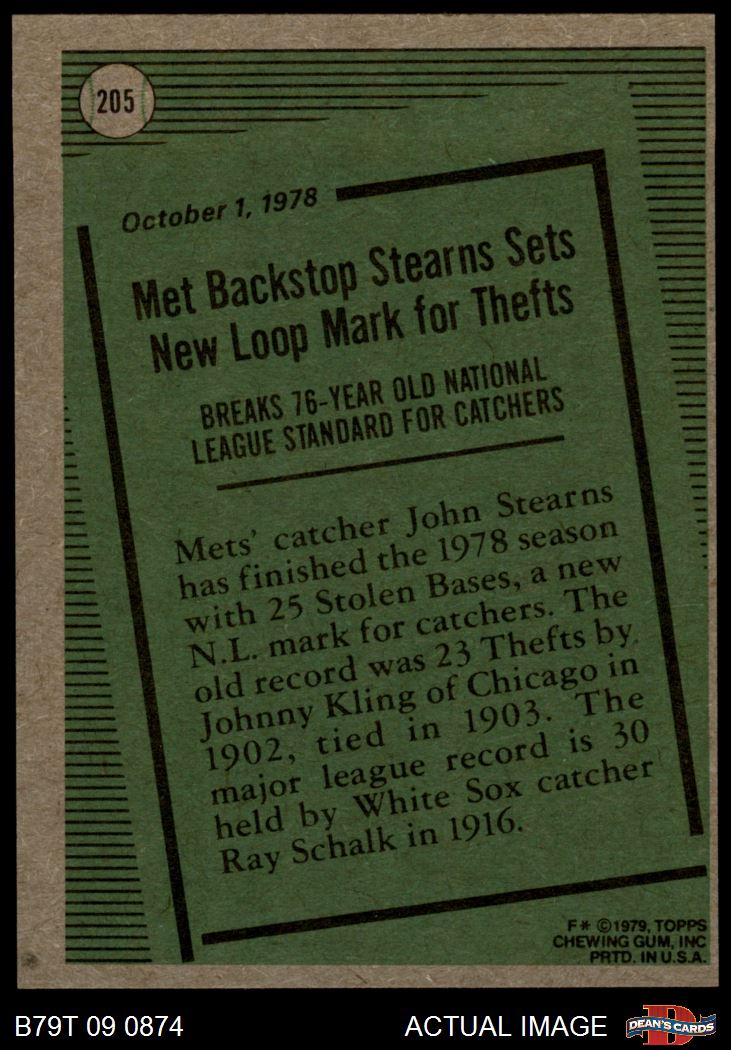 205
October 1, 1978
Met Backstop Stearns Sets
New Loop Mark for Thefts
BREAKS 76-YEAR OLD NATIONAL
LEAGUE STANDARD FOR CATCHERS
Mets' catcher John Stearns
has finished the 1978 season
with 25 Stolen Bases, a new
N.L. mark for catchers. The
old record was 23 Thefts by
Johnny Kling of Chicago in
1902, tied in 1903. The
major league record is 30
held by White Sox catcher
Ray Schalk in 1916.
F* ©1979, TOPPS
CHEWING GUM, INC
PRTD. IN U.S.A.
B79T 09 0874
ACTUAL IMAGE
D
DEAN'S CARDS